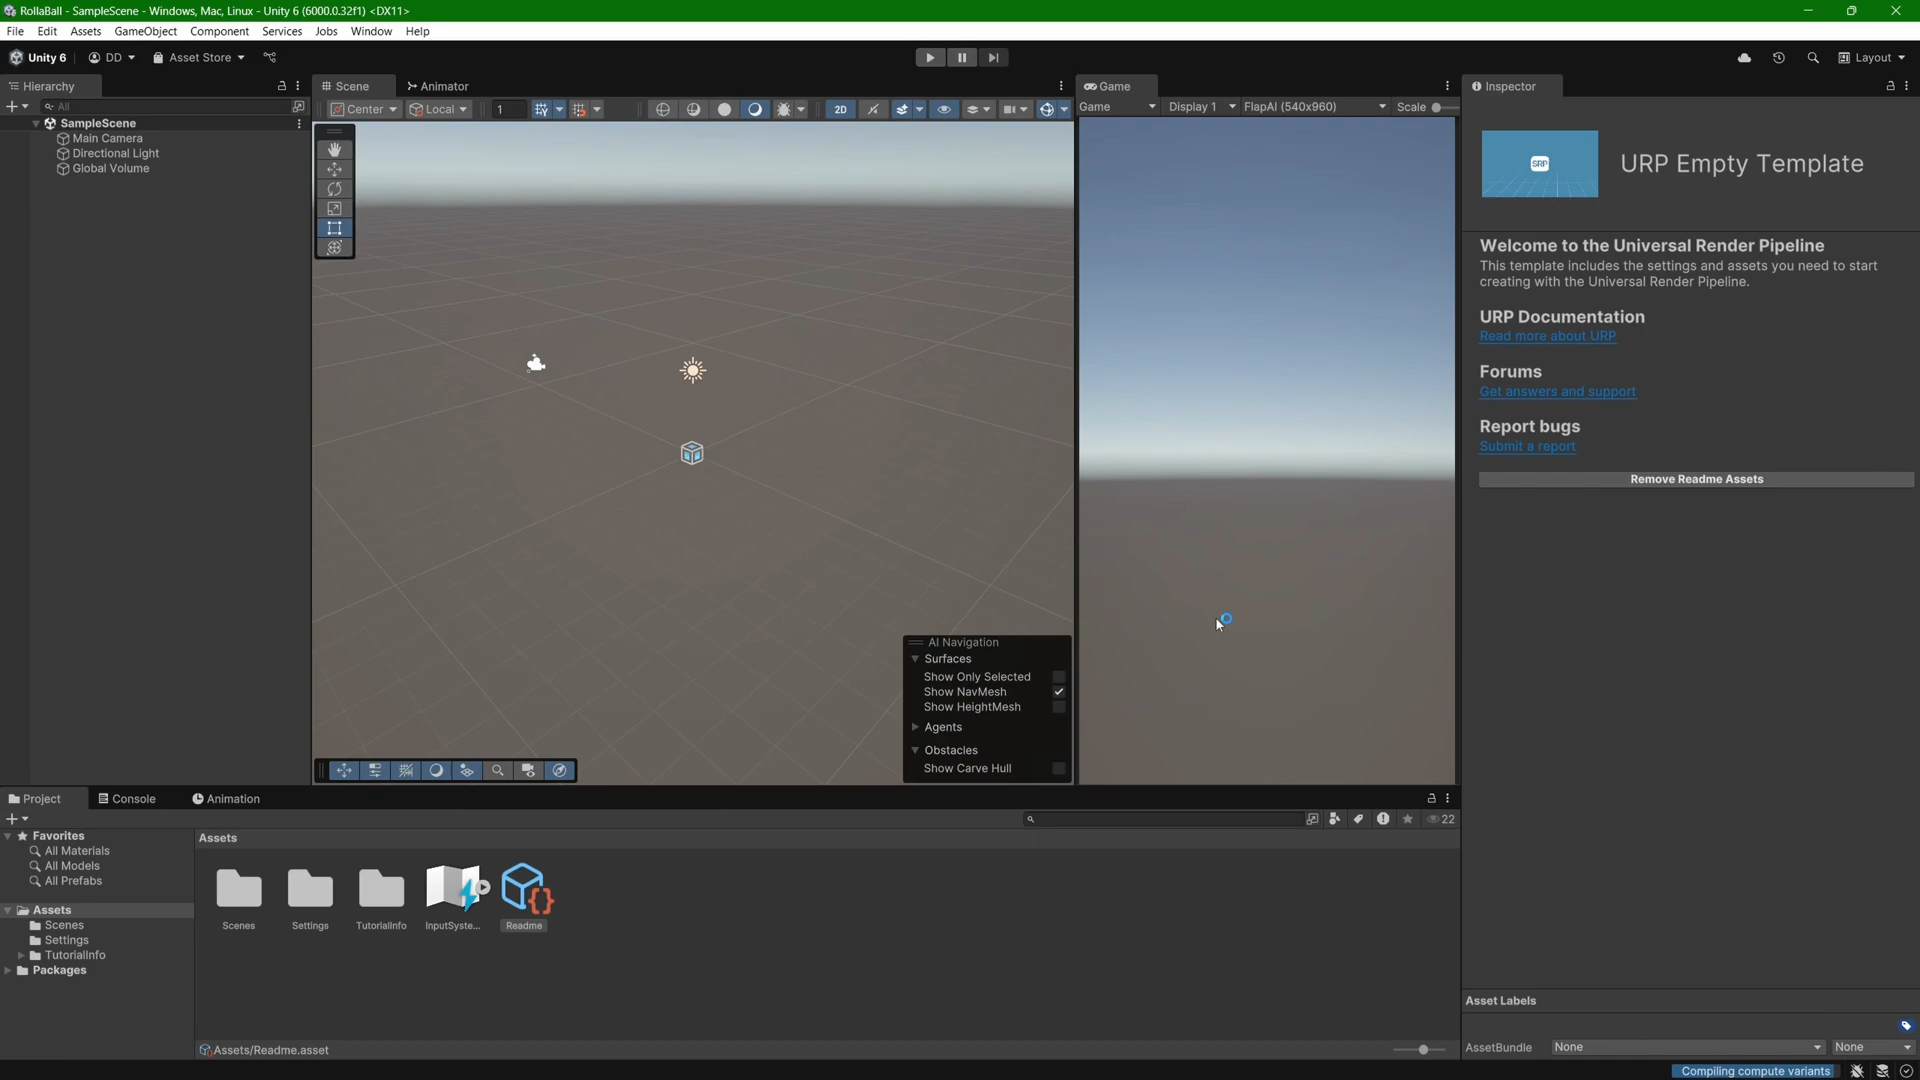 RollaBall - SampleScene - Windows, Mac, Linux - Unity 6 (6000.0.32f1) <DX11>
File Edit Assets GameObject Component Services Jobs Window Help
Unity 6 DD Asset Store Layout
Hierarchy
All
SampleScene
Main Camera
Directional Light
Global Volume
Scene Animator
Center Local 1 2D
AI Navigation
Surfaces
Show Only Selected
Show NavMesh
Show HeightMesh
Agents
Obstacles
Show Carve Hull
Game
Game Display 1 FlapAI (540x960) Scale
Inspector
SRP
URP Empty Template
Welcome to the Universal Render Pipeline
This template includes the settings and assets you need to start
creating with the Universal Render Pipeline.
URP Documentation
Read more about URP
Forums
Get answers and support
Report bugs
Submit a report
Remove Readme Assets
Project Console Animation
22
Favorites
All Materials
All Models
All Prefabs
Assets
Scenes
Settings
TutorialInfo
Packages
Assets
Scenes Settings TutorialInfo InputSyste... Readme
Assets/Readme.asset
Asset Labels
AssetBundle None None
Compiling compute variants